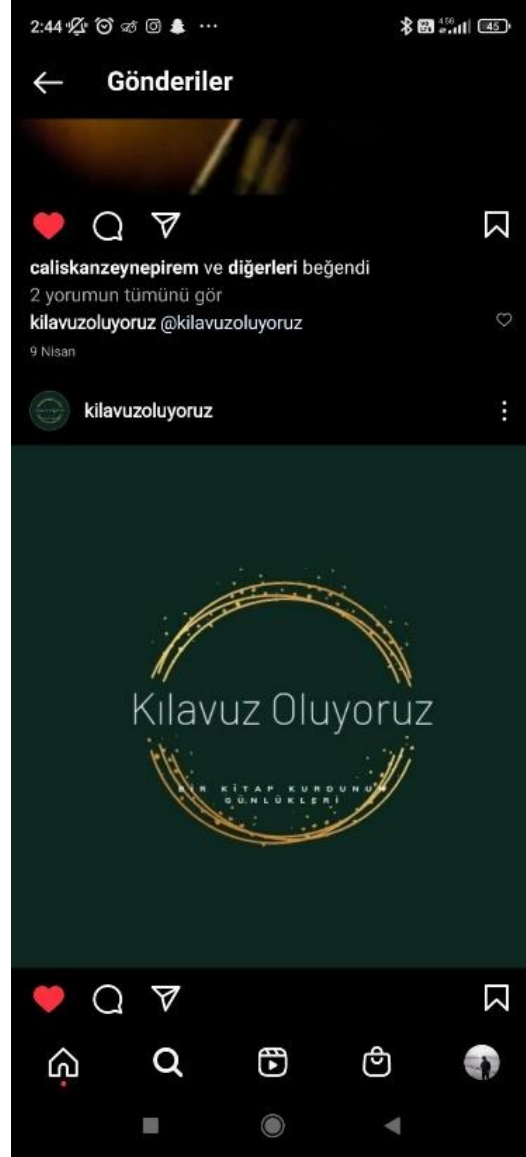 2:44
45
Gönderiler
caliskanzeynepirem ve diğerleri beğendi
2 yorumun tümünü gör
kilavuzoluyoruz @kilavuzoluyoruz
9 Nisan
kilavuzoluyoruz
Kılavuz Oluyoruz
BİR KİTAP KURDUNUN
GÜNLÜKLERİ